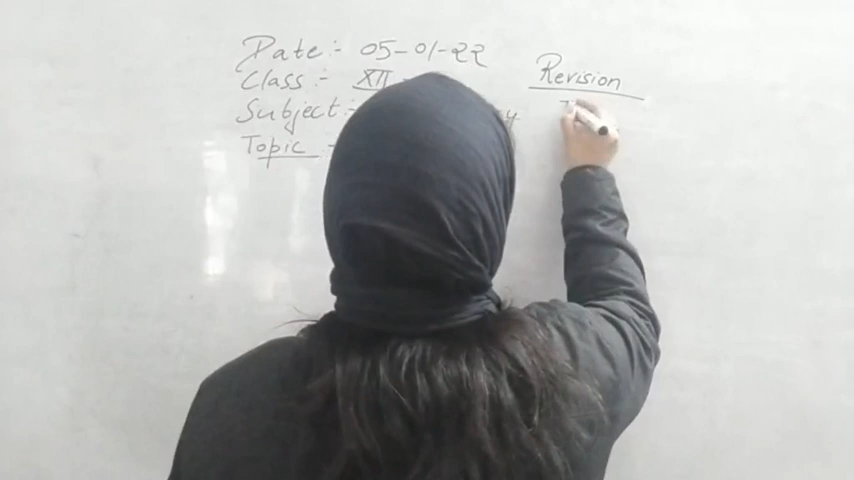 Date :- 05-01-22
Class :- XII
Subject :-
Topic
Revision